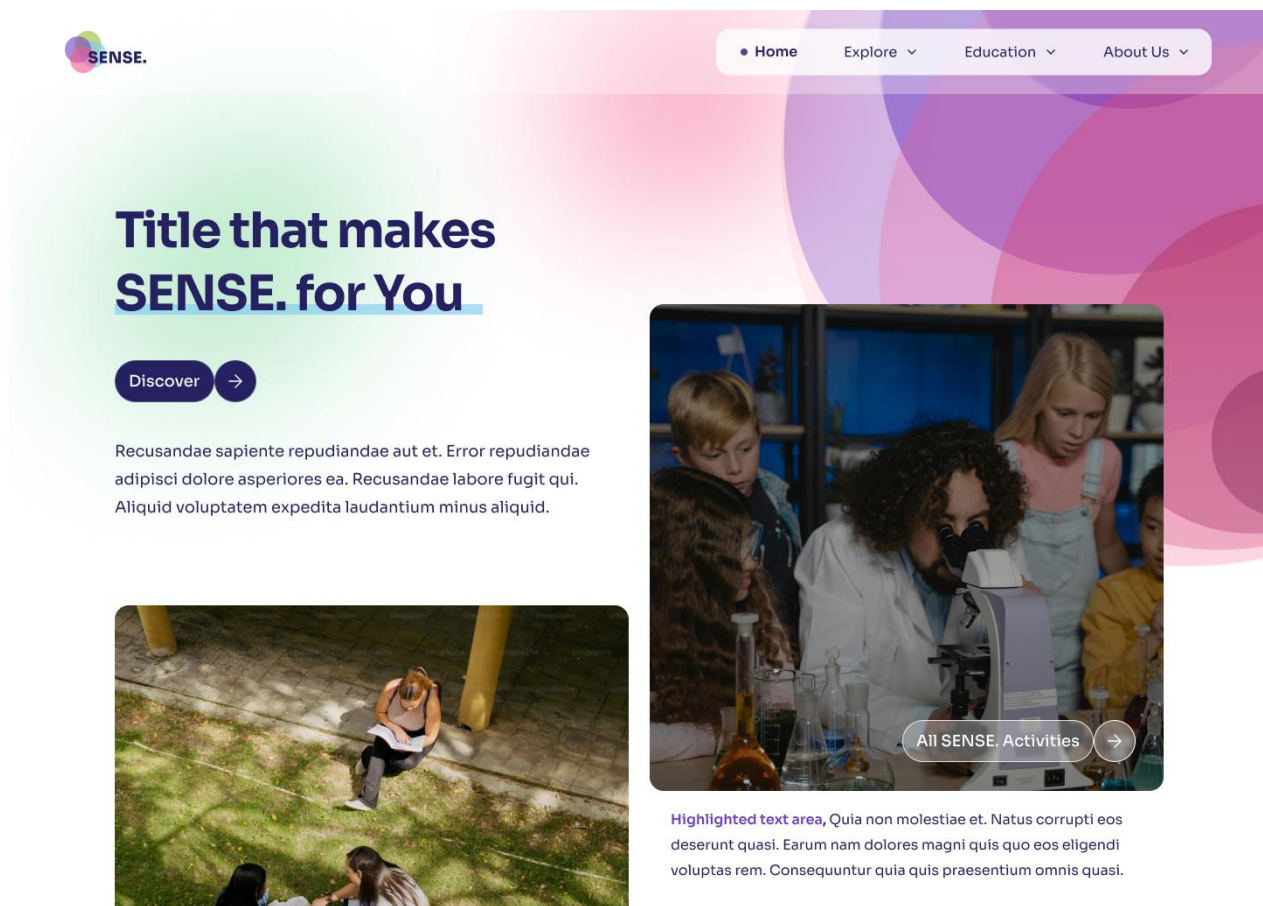 SENSE.
Home
Explore
Education
About Us
Title that makes
SENSE. for You
Discover
Recusandae sapiente repudiandae aut et. Error repudiandae
adipisci dolore asperiores ea. Recusandae labore fugit qui.
Aliquid voluptatem expedita laudantium minus aliquid.
All SENSE. Activities
Highlighted text area, Quia non molestiae et. Natus corrupti eos
deserunt quasi. Earum nam dolores magni quis quo eos eligendi
voluptas rem. Consequuntur quia quis praesentium omnis quasi.